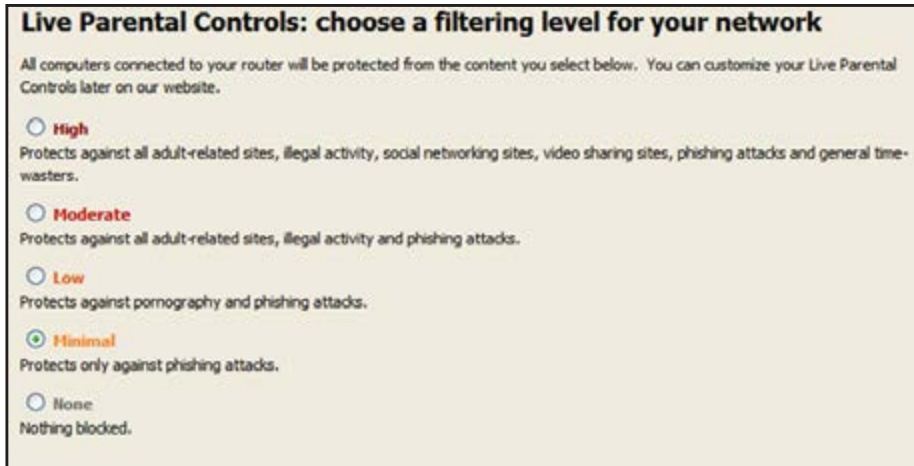 Live Parental Controls: choose a filtering level for your network
All computers connected to your router will be protected from the content you select below. You can customize your Live Parental
Controls later on our website.
High
Protects against all adult-related sites, illegal activity, social networking sites, video sharing sites, phishing attacks and general time-
wasters.
Moderate
Protects against all adult-related sites, illegal activity and phishing attacks.
Low
Protects against pornography and phishing attacks.
Minimal
Protects only against phishing attacks.
None
Nothing blocked.